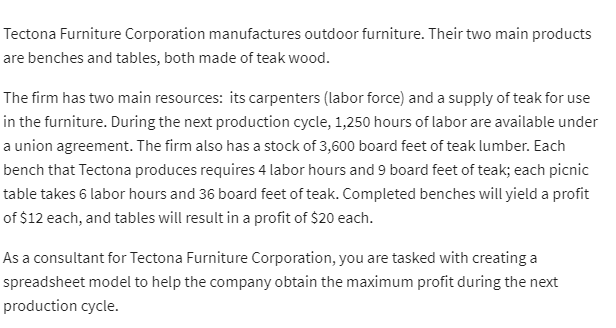 Tectona Furniture Corporation manufactures outdoor furniture. Their two main products
are benches and tables, both made of teak wood.
The firm has two main resources:  its carpenters (labor force) and a supply of teak for use
in the furniture. During the next production cycle, 1,250 hours of labor are available under
a union agreement. The firm also has a stock of 3,600 board feet of teak lumber. Each
bench that Tectona produces requires 4 labor hours and 9 board feet of teak; each picnic
table takes 6 labor hours and 36 board feet of teak. Completed benches will yield a profit
of $12 each, and tables will result in a profit of $20 each.
As a consultant for Tectona Furniture Corporation, you are tasked with creating a
spreadsheet model to help the company obtain the maximum profit during the next
production cycle.